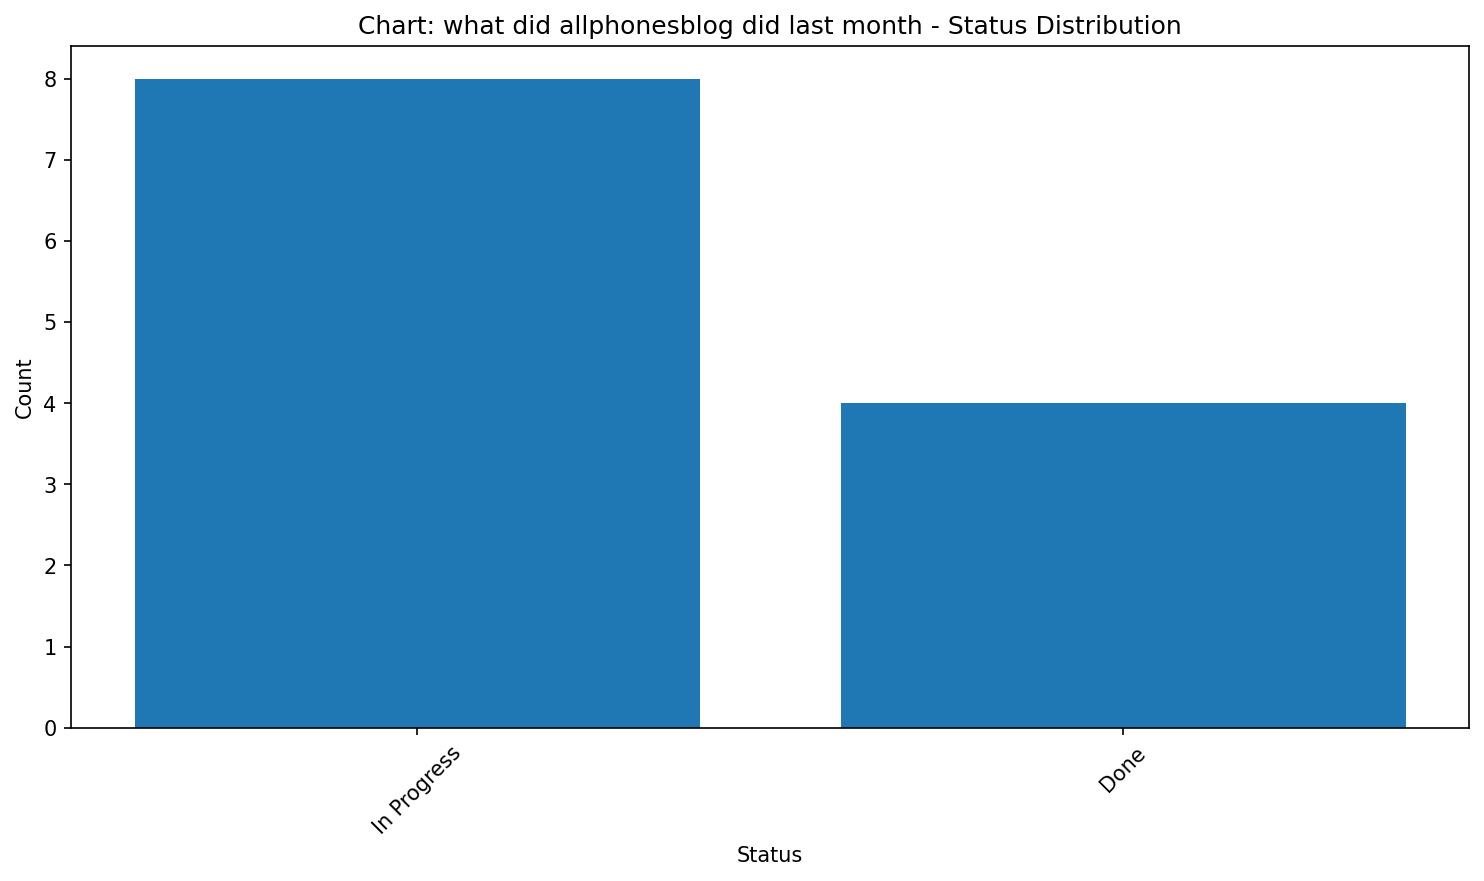 Chart: what did allphonesblog did last month - Status Distribution
8
7
6
5
4
3
2
1
0
Count
In Progress
Done
Status